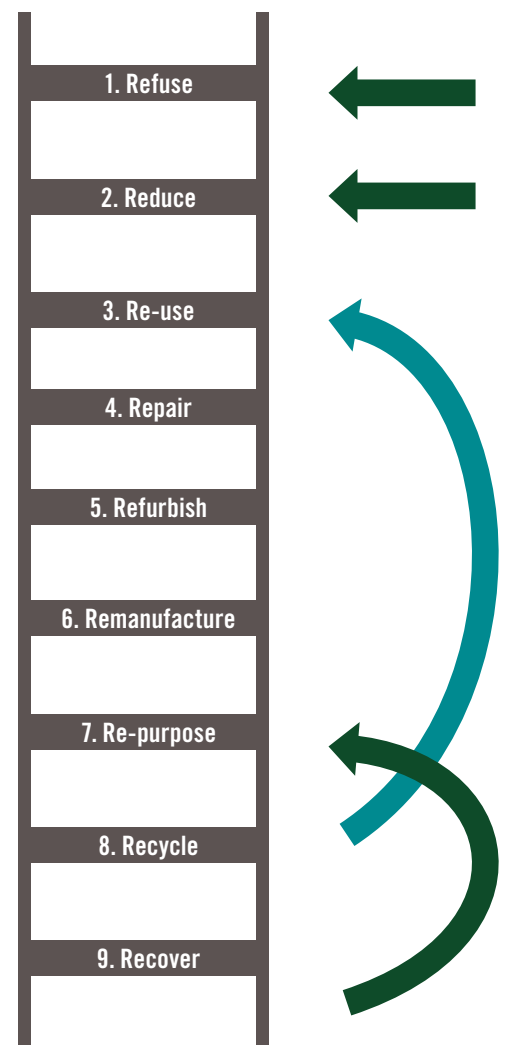 1. Refuse
2. Reduce
3. Re-use
4. Repair
5. Refurbish
6. Remanufacture
7. Re-purpose
8. Recycle
9. Recover